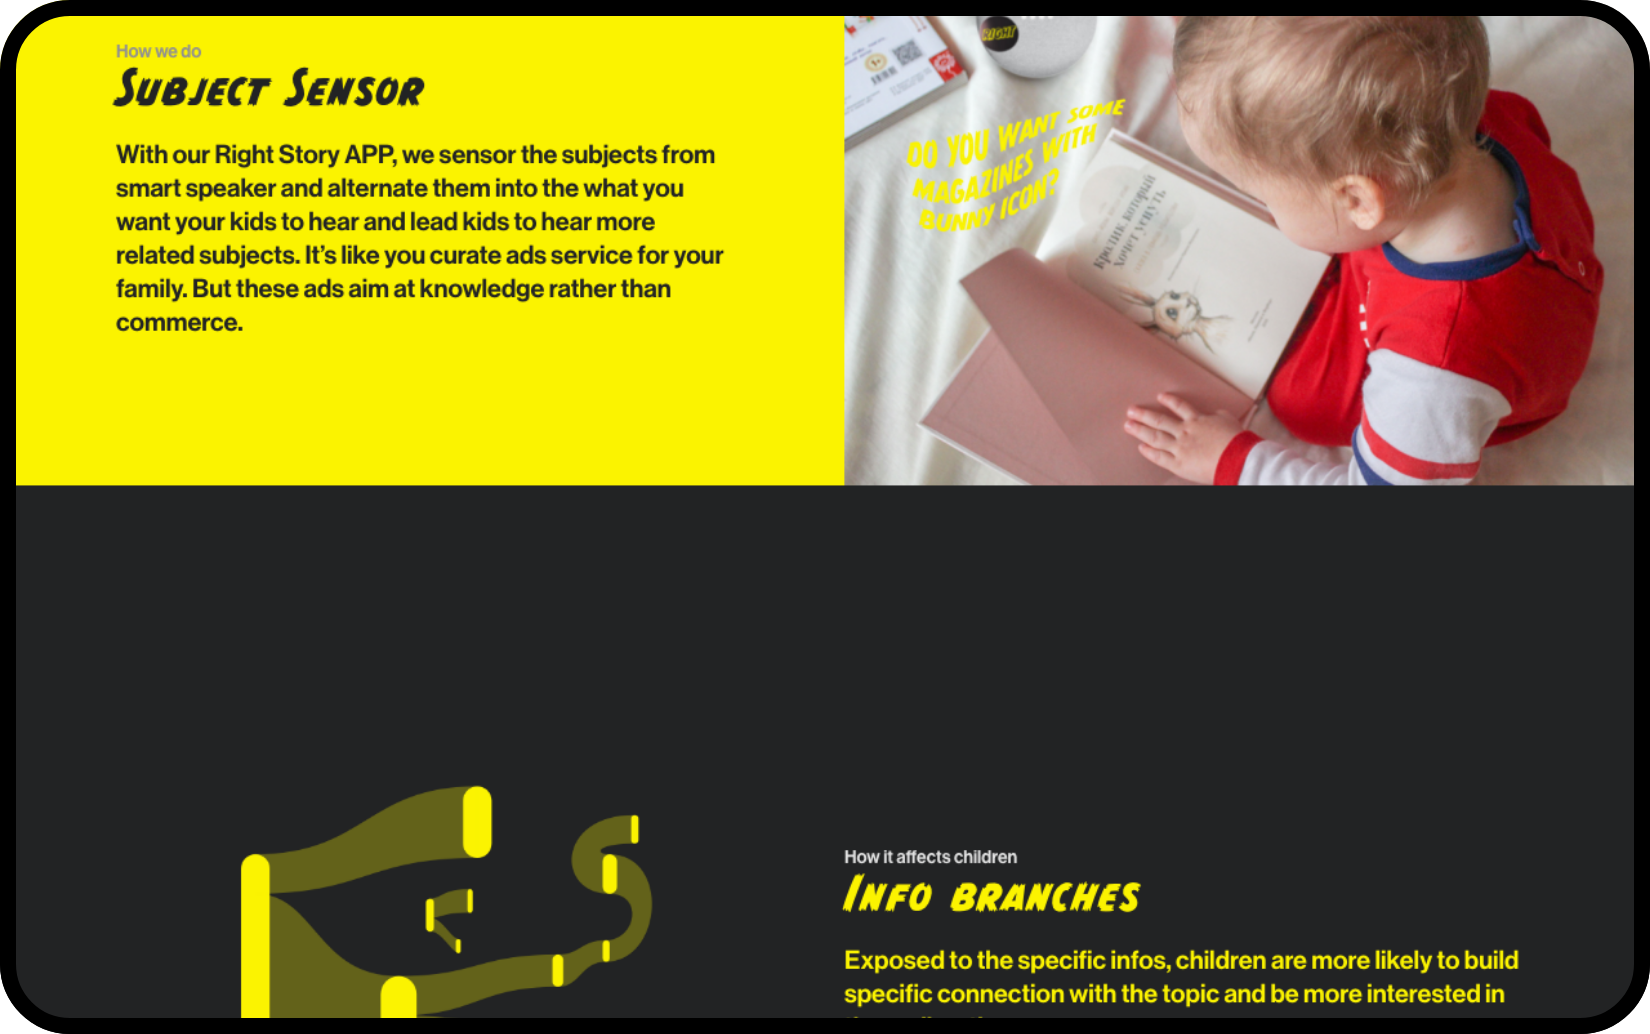 How we do
SUBJECT SENSOR
With our Right Story APP, we sensor the subjects from
smart speaker and alternate them into the what you
want your kids to hear and lead kids to hear more
related subjects. It’s like you curate ads service for your
family. But these ads aim at knowledge rather than
commerce.
RIGHT
DO YOU WANT SOME
MAGAZINES WITH
BUNNY ICON?
Кролик, который
хочет уснуть
How it affects children
INFO BRANCHES
Exposed to the specific infos, children are more likely to build
specific connection with the topic and be more interested in